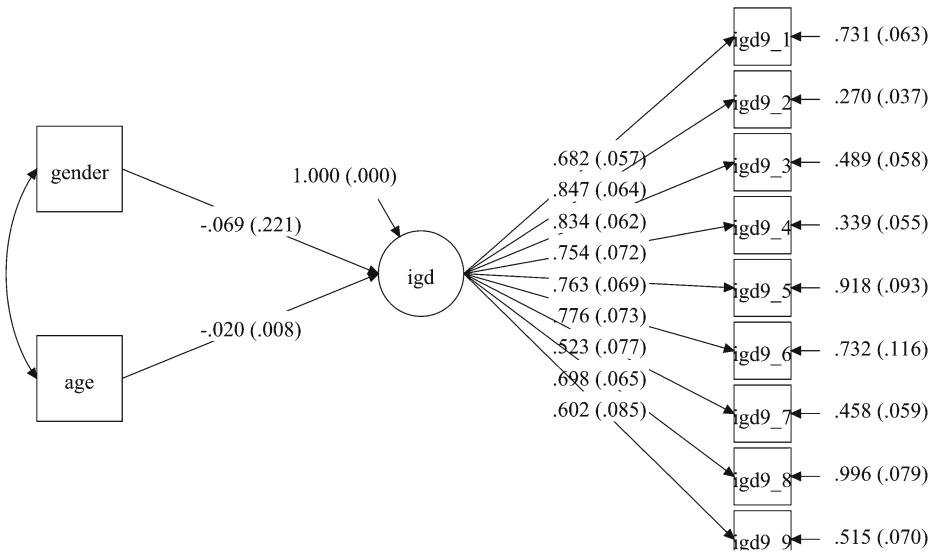 gender
age
-.069 (.221)
-.020 (.008)
1.000 (.000)
igd
.682 (.057)
.847 (.064)
.834 (.062)
.754 (.072)
.763 (.069)
.776 (.073)
.523 (.077)
.698 (.065)
.602 (.085)
igd9_1 .731 (.063)
igd9_2 .270 (.037)
igd9_3 .489 (.058)
igd9_4 .339 (.055)
igd9_5 .918 (.093)
igd9_6 .732 (.116)
igd9_7 .458 (.059)
igd9_8 .996 (.079)
igd9_9 .515 (.070)